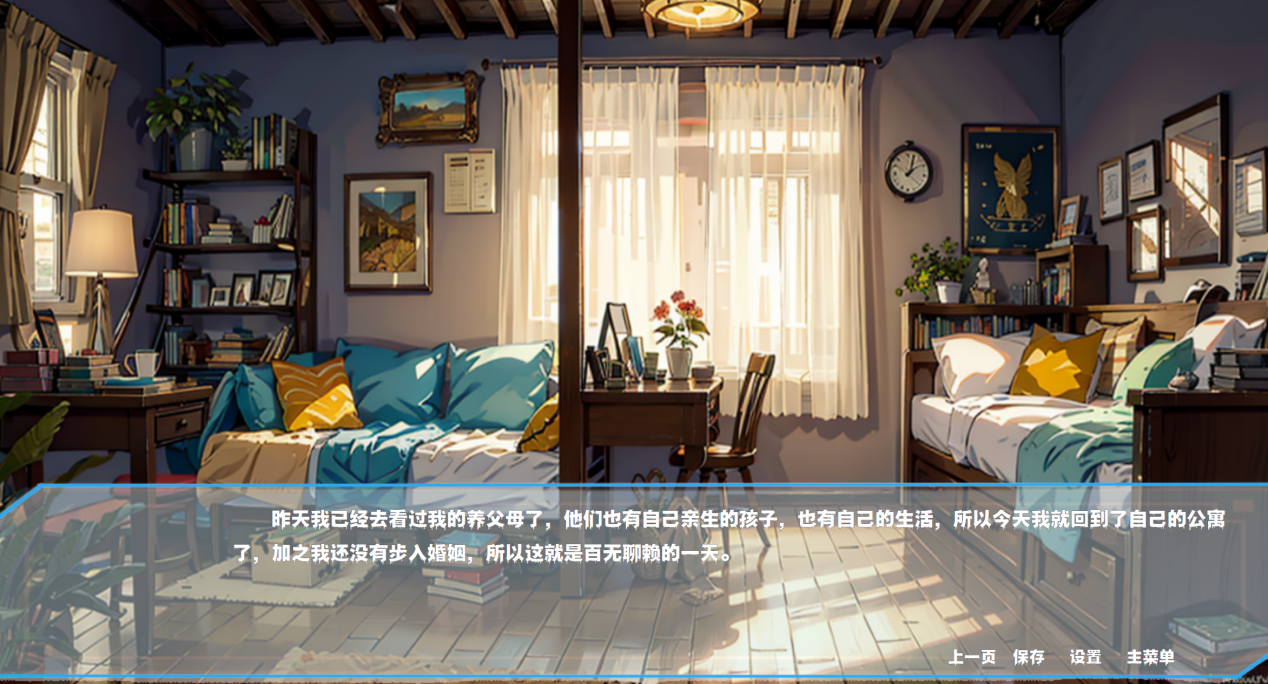 昨天我已经去看过我的养父母了，他们也有自己亲生的孩子，也有自己的生活，所以今天我就回到了自己的公寓
了，加之我还没有步入婚姻，所以这就是百无聊赖的一天。
上一页 保存 设置 主菜单